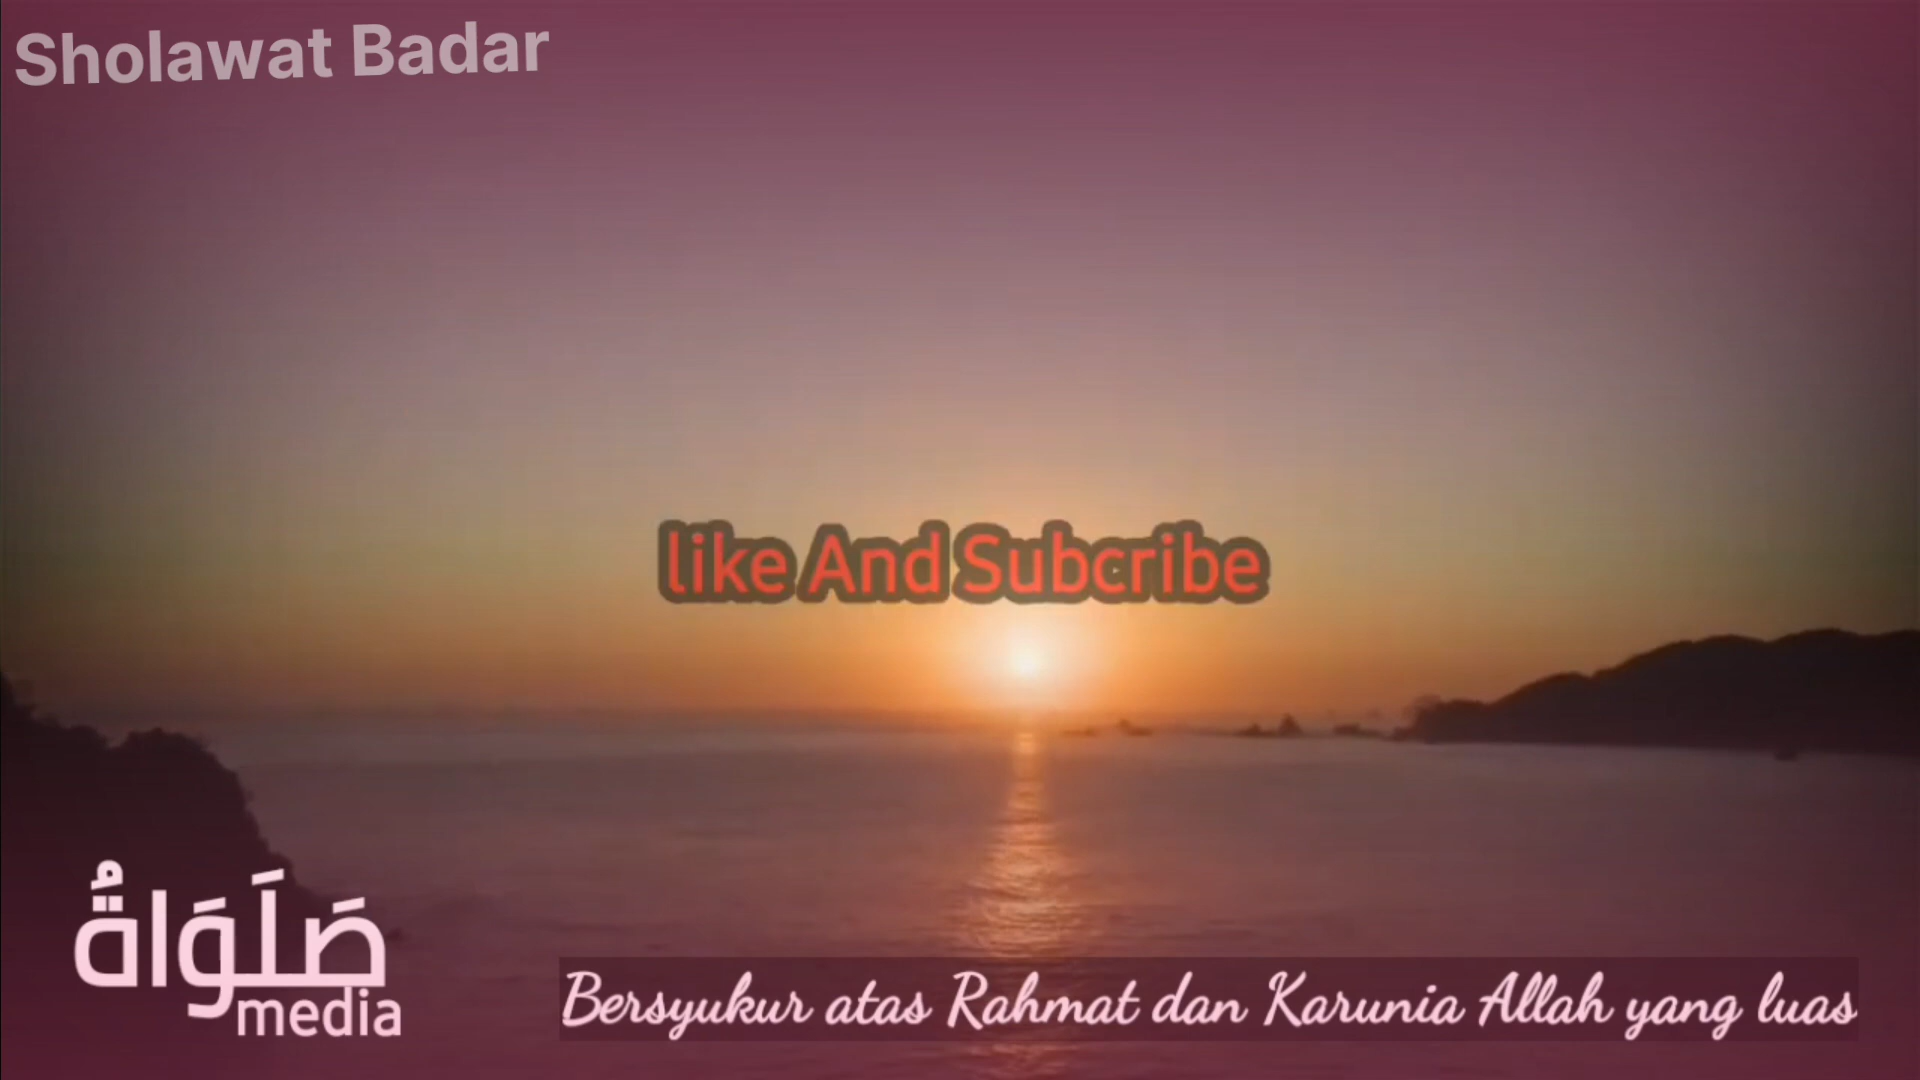 Sholawat Badar
like And Subcribe
صَلَوَاةُ
media
Bersyukur atas Rahmat dan Karunia Allah yang luas